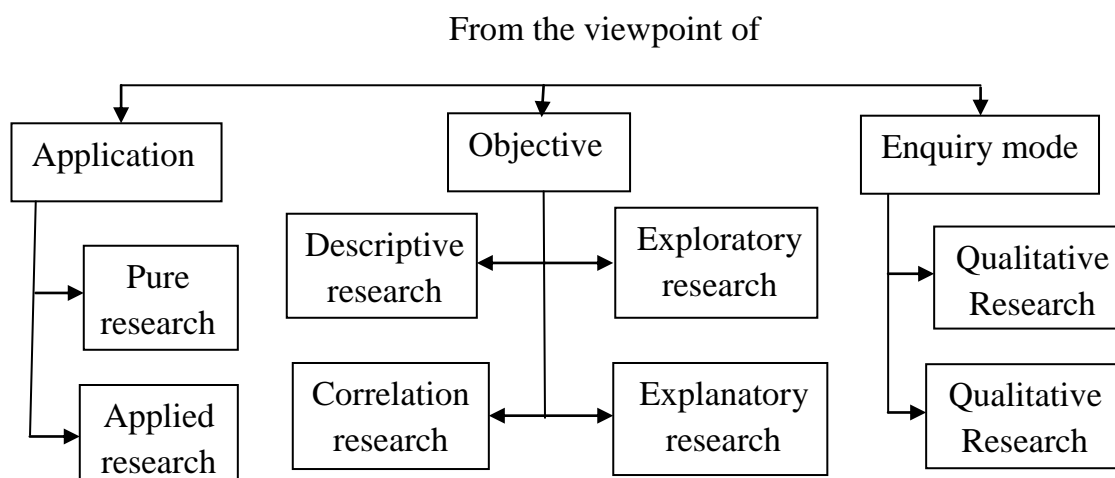 From the viewpoint of
Application
Objective
Enquiry mode
Pure
research
Applied
research
Descriptive
research
Exploratory
research
Correlation
research
Explanatory
research
Qualitative
Research
Qualitative
Research